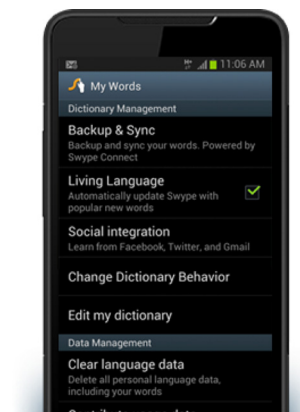 11:06 AM
My Words
Dictionary Management
Backup & Sync
Backup and sync your words. Powered by
Swype Connect
Living Language
Automatically update Swype with
popular new words
Social integration
Learn from Facebook, Twitter, and Gmail
Change Dictionary Behavior
Edit my dictionary
Data Management
Clear language data
Delete all personal language data,
including your words